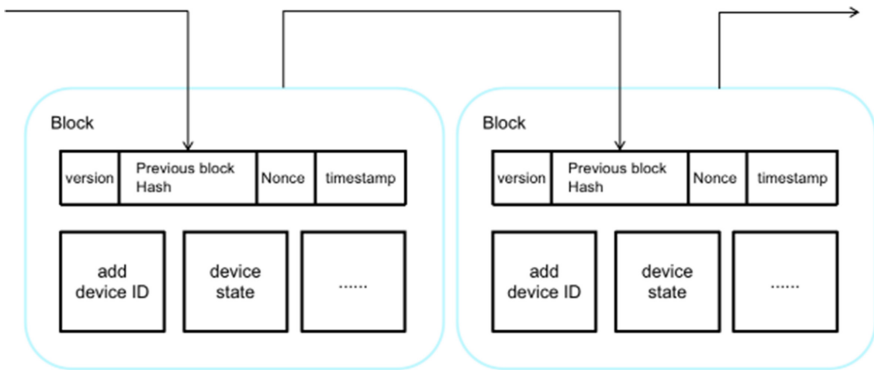 Block
version
Previous block
Hash
Nonce
timestamp
add
device ID
device
state
......
Block
version
Previous block
Hash
Nonce
timestamp
add
device ID
device
state
......